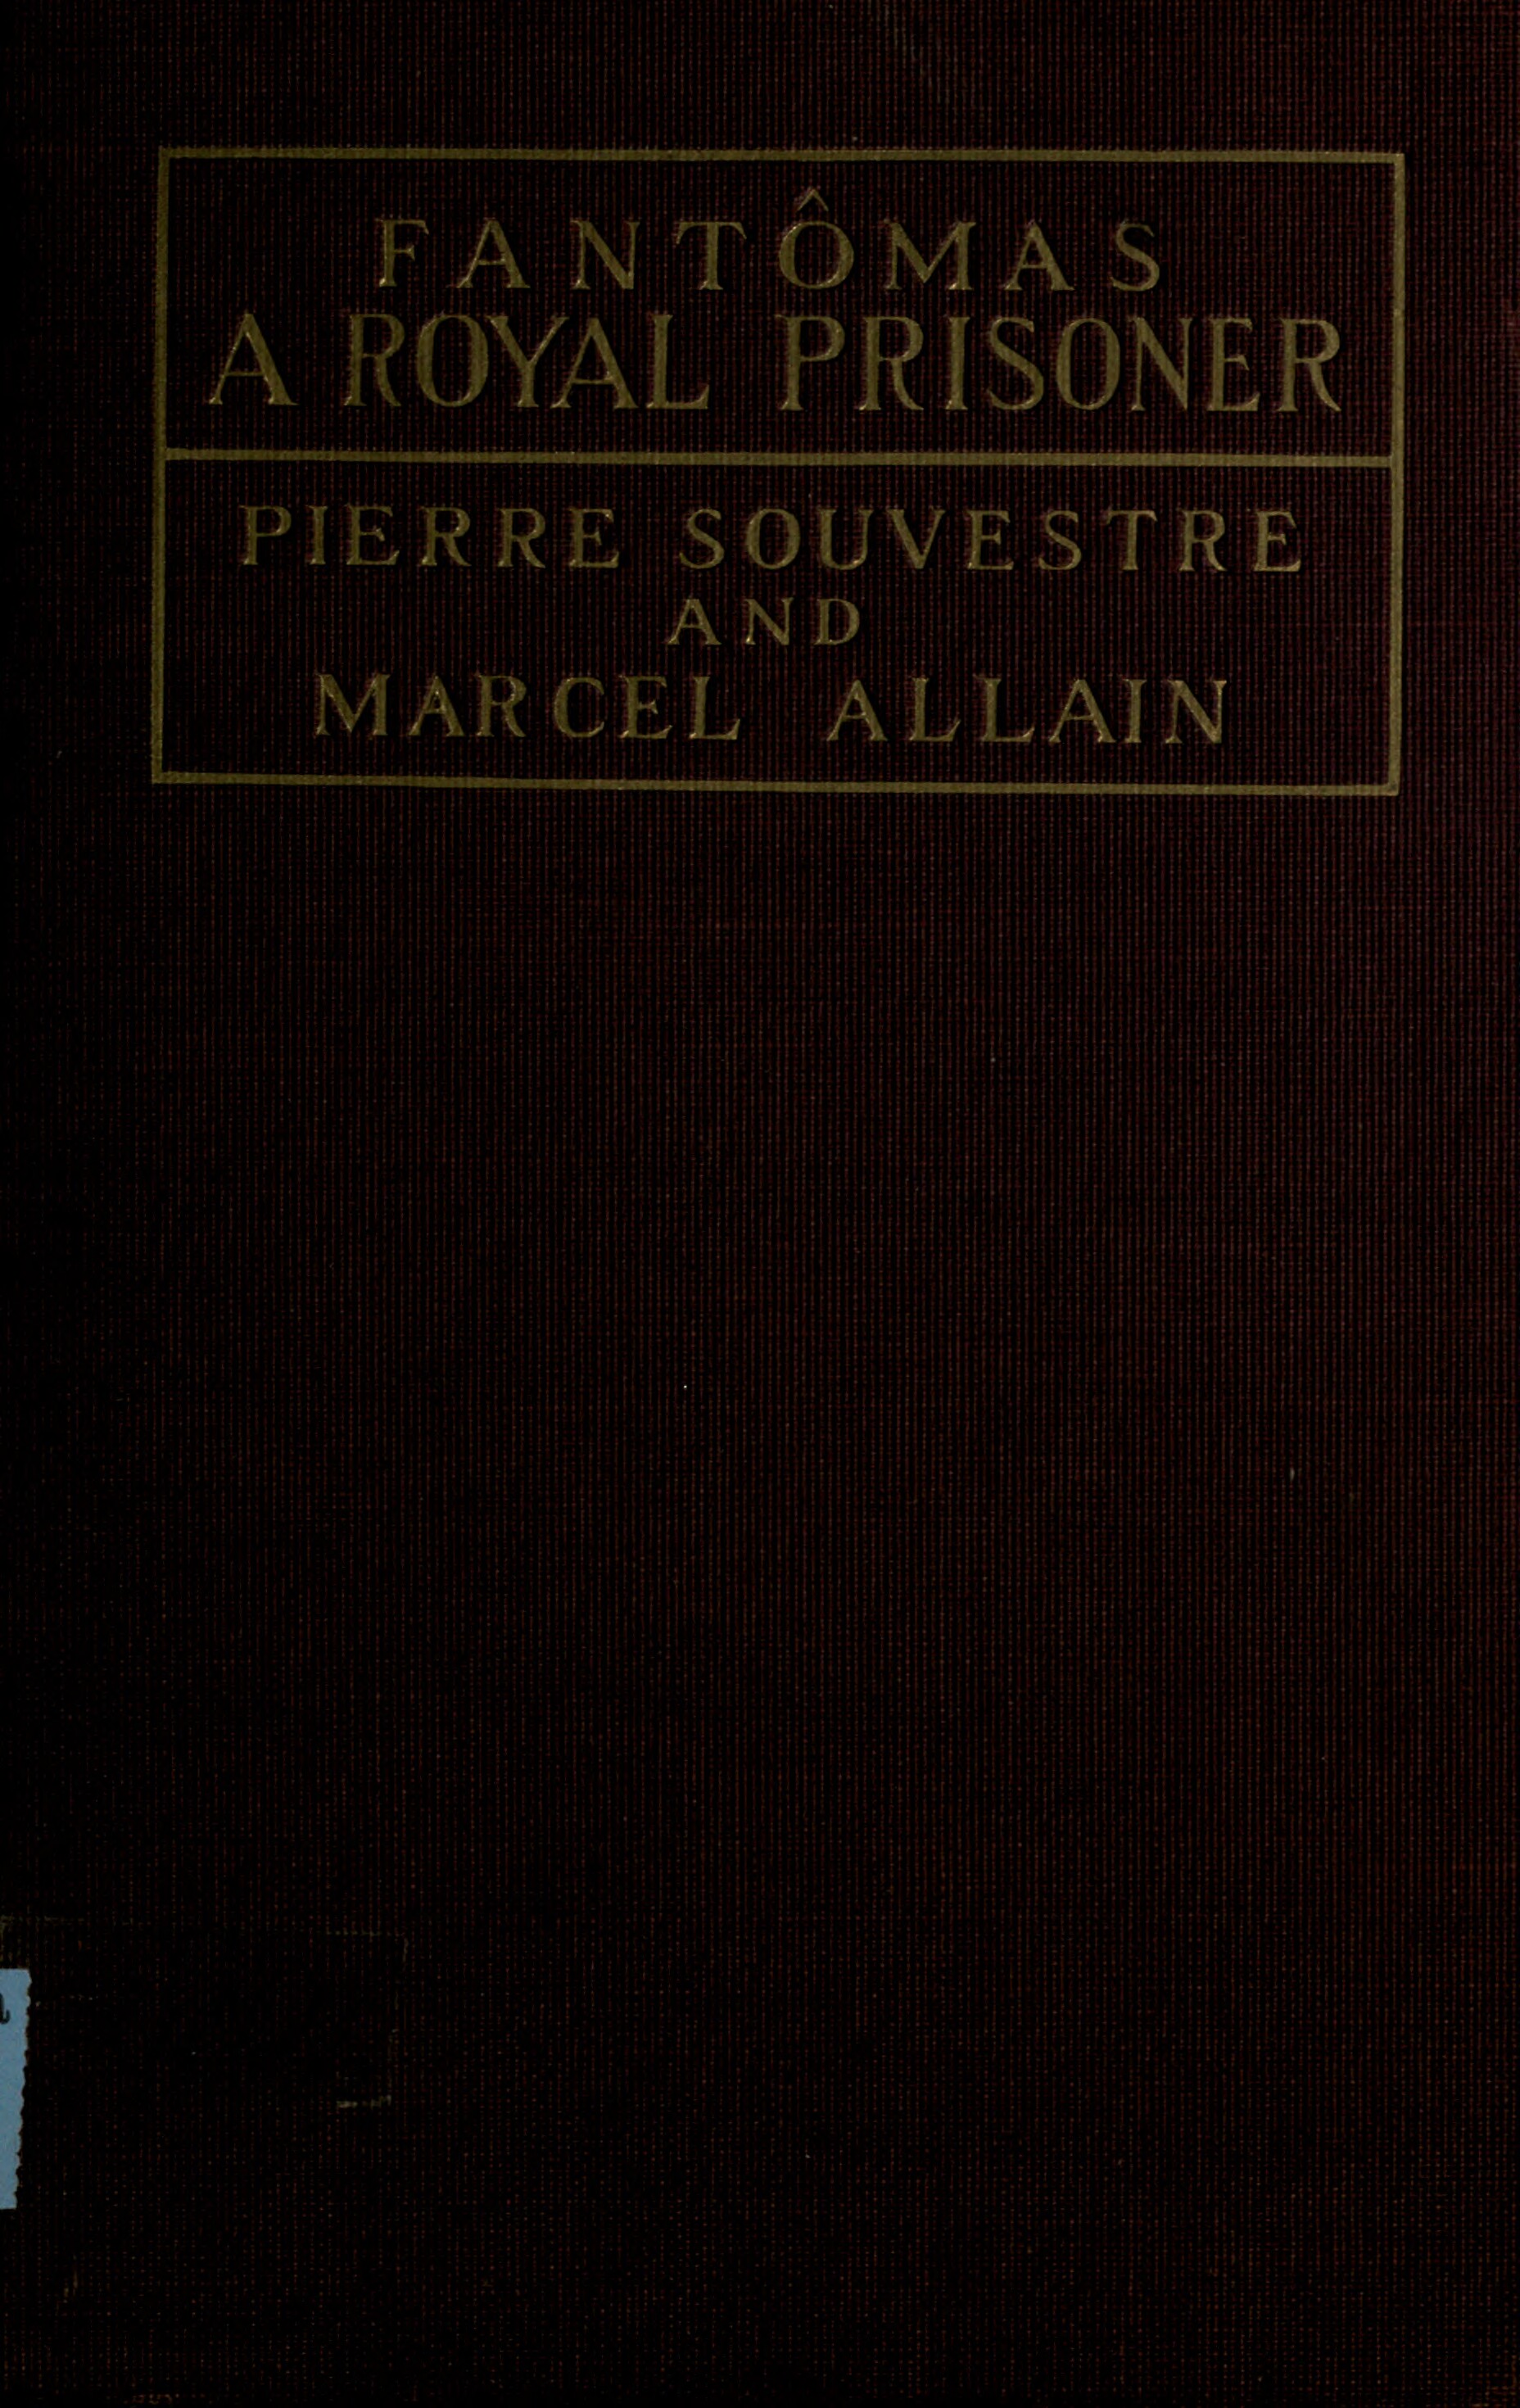 FANTÔMAS
A ROYAL PRISONER
PIERRE SOUVESTRE
AND
MARCEL ALLAIN